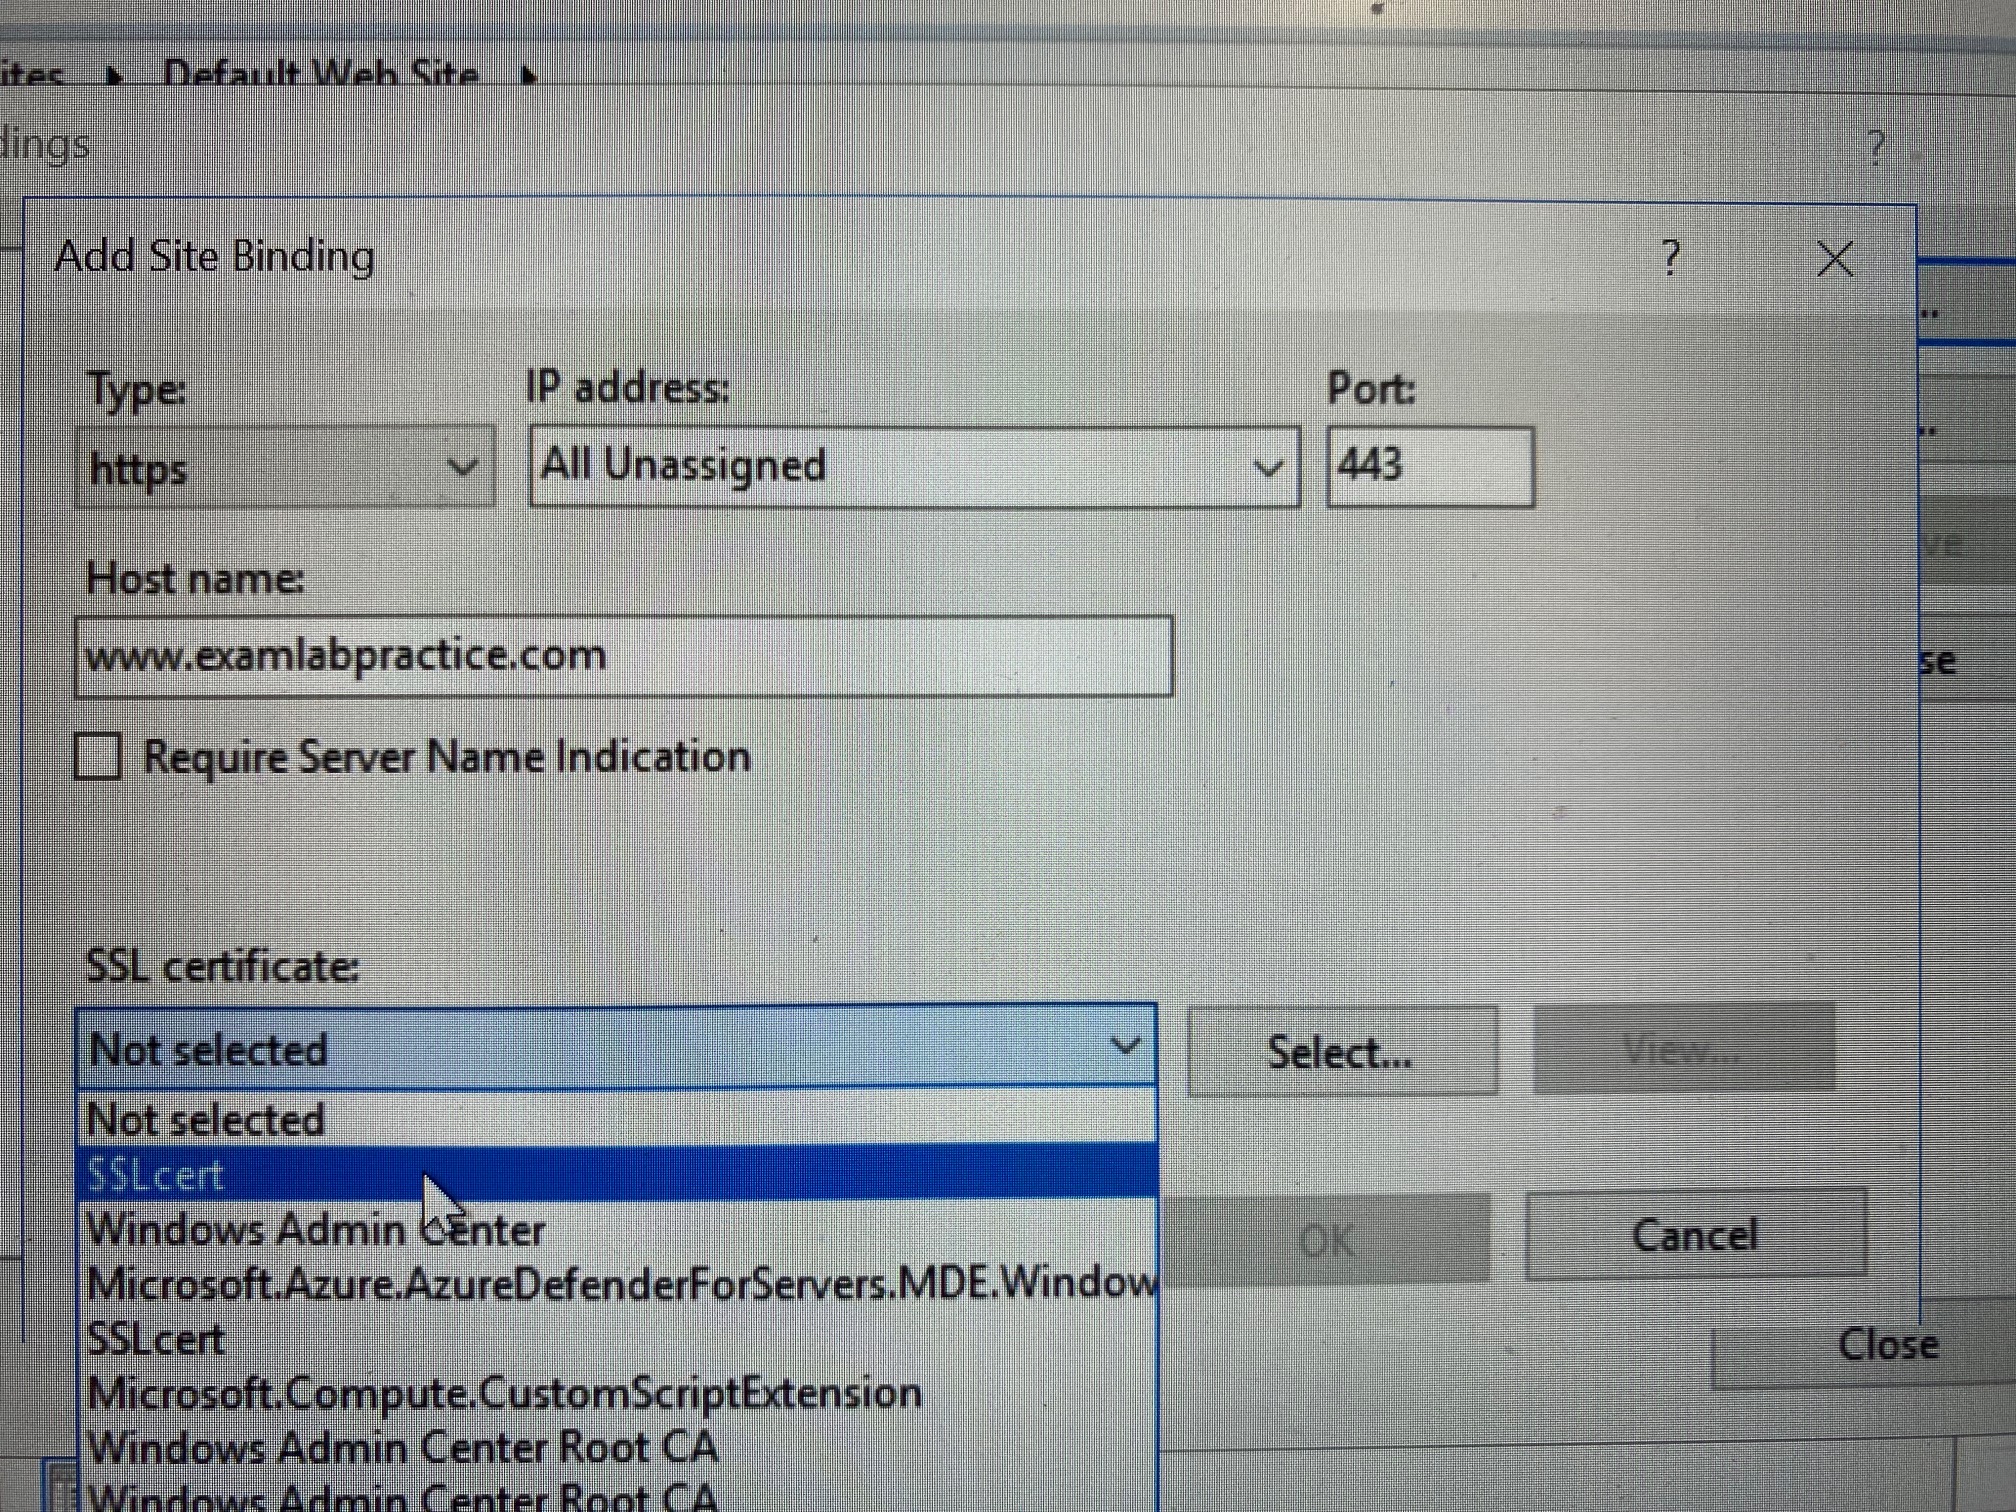 ites Default Web Site
dings ?
Add Site Binding ?
Type: IP address: Port:
https All Unassigned 443
Host name:
www.examlabpractice.com
Require Server Name Indication
SSL certificate:
Not selected Select... View...
Not selected
SSLcert
Windows Admin Center
OK Cancel
Microsoft.Azure.AzureDefenderForServers.MDE.Window
SSLcert
Close
Microsoft.Compute.CustomScriptExtension
Windows Admin Center Root CA
Windows Admin Center Root CA
ve
se